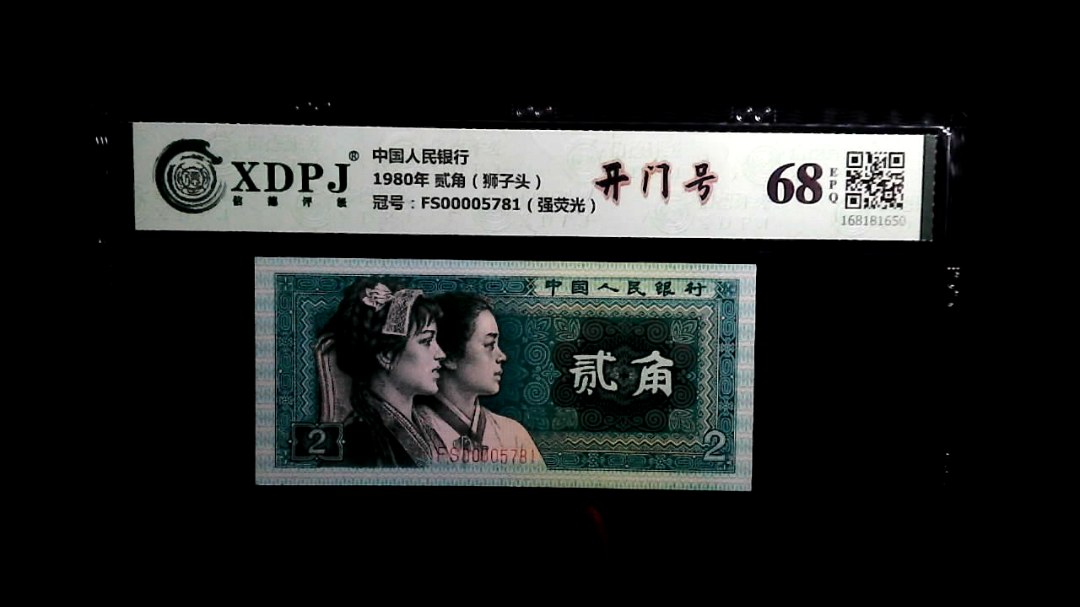 XDPJ®
信德评级
中国人民银行
1980年 贰角（狮子头）
冠号：FS00005781（强荧光）
开门号
68
EPQ
168181650
中国人民银行
贰角
2
FS00005781
2